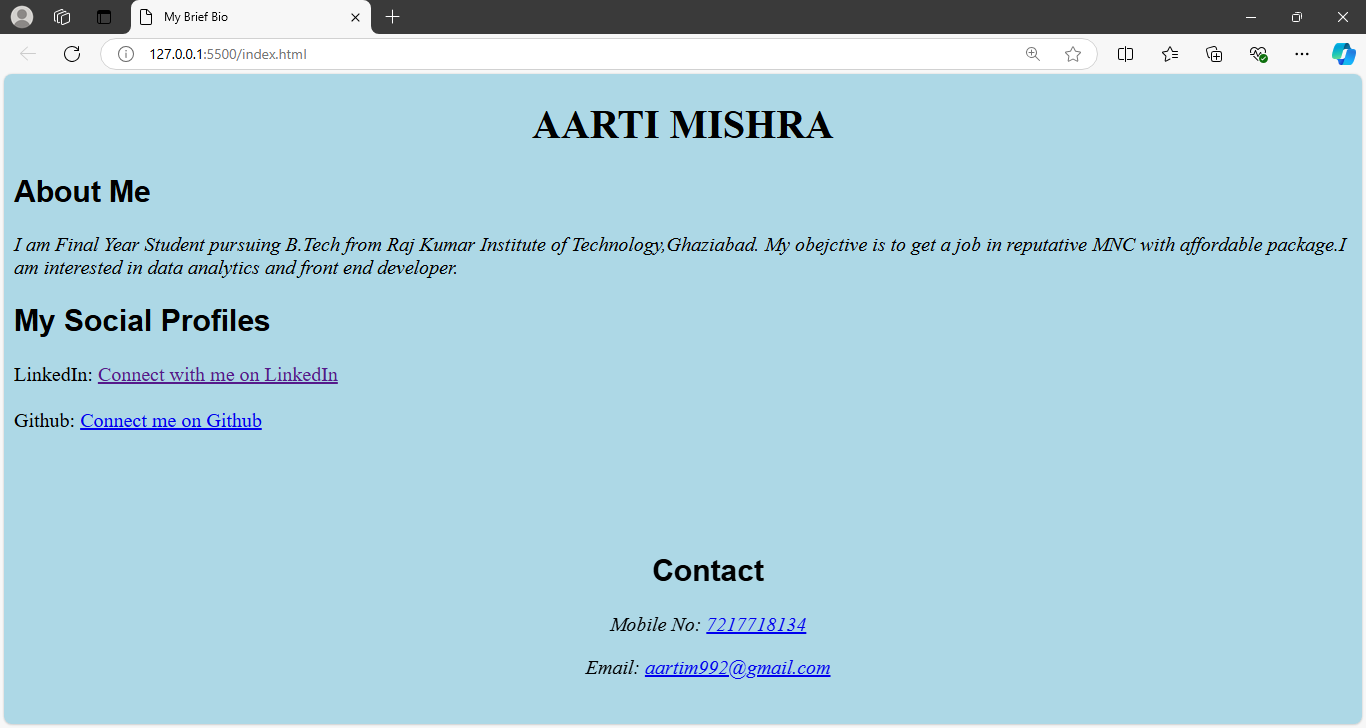 My Brief Bio
127.0.0.1:5500/index.html
AARTI MISHRA
About Me
I am Final Year Student pursuing B.Tech from Raj Kumar Institute of Technology,Ghaziabad. My obejctive is to get a job in reputative MNC with affordable package.I
am interested in data analytics and front end developer.
My Social Profiles
LinkedIn: Connect with me on LinkedIn
Github: Connect me on Github
Contact
Mobile No: 7217718134
Email: aartim992@gmail.com